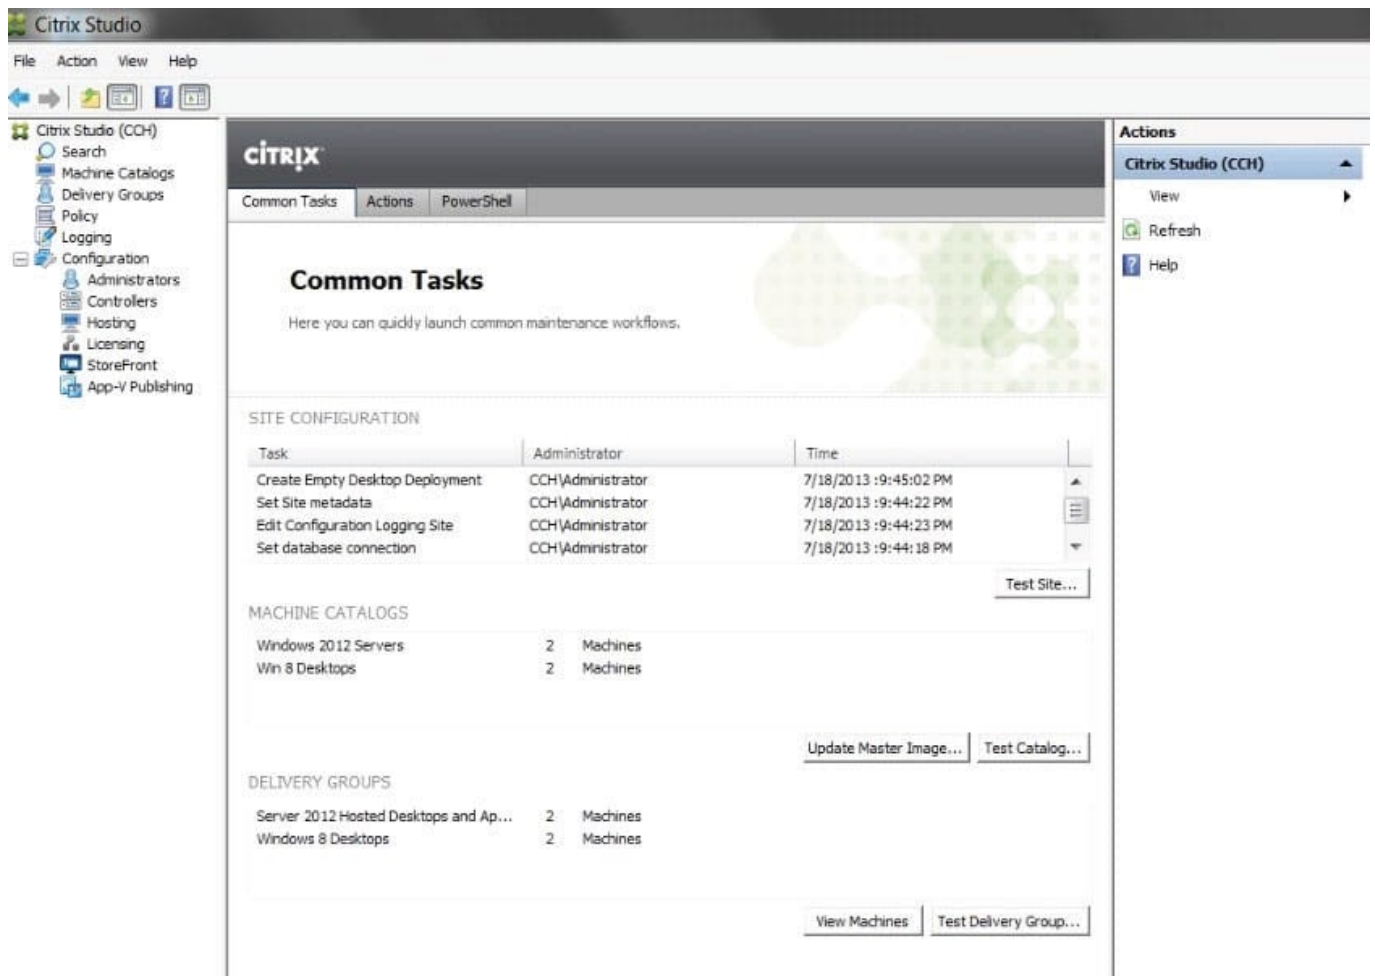 Citrix Studio
File Action View Help
Citrix Studio (CCH)
Search
Machine Catalogs
Delivery Groups
Policy
Logging
Configuration
Administrators
Controllers
Hosting
Licensing
StoreFront
App-V Publishing
CITRIX
Common Tasks Actions PowerShell
Common Tasks
Here you can quickly launch common maintenance workflows.
SITE CONFIGURATION
Task Administrator Time
Create Empty Desktop Deployment CCH\Administrator 7/18/2013 :9:45:02 PM
Set Site metadata CCH\Administrator 7/18/2013 :9:44:22 PM
Edit Configuration Logging Site CCH\Administrator 7/18/2013 :9:44:23 PM
Set database connection CCH\Administrator 7/18/2013 :9:44:18 PM
Test Site...
MACHINE CATALOGS
Windows 2012 Servers 2 Machines
Win 8 Desktops 2 Machines
Update Master Image... Test Catalog...
DELIVERY GROUPS
Server 2012 Hosted Desktops and Ap... 2 Machines
Windows 8 Desktops 2 Machines
View Machines Test Delivery Group...
Actions
Citrix Studio (CCH)
View
Refresh
Help